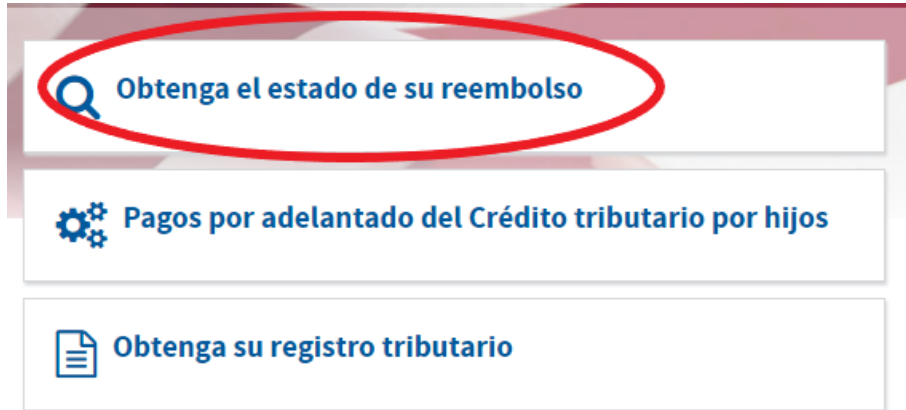 Obtenga el estado de su reembolso
Pagos por adelantado del Crédito tributario por hijos
Obtenga su registro tributario